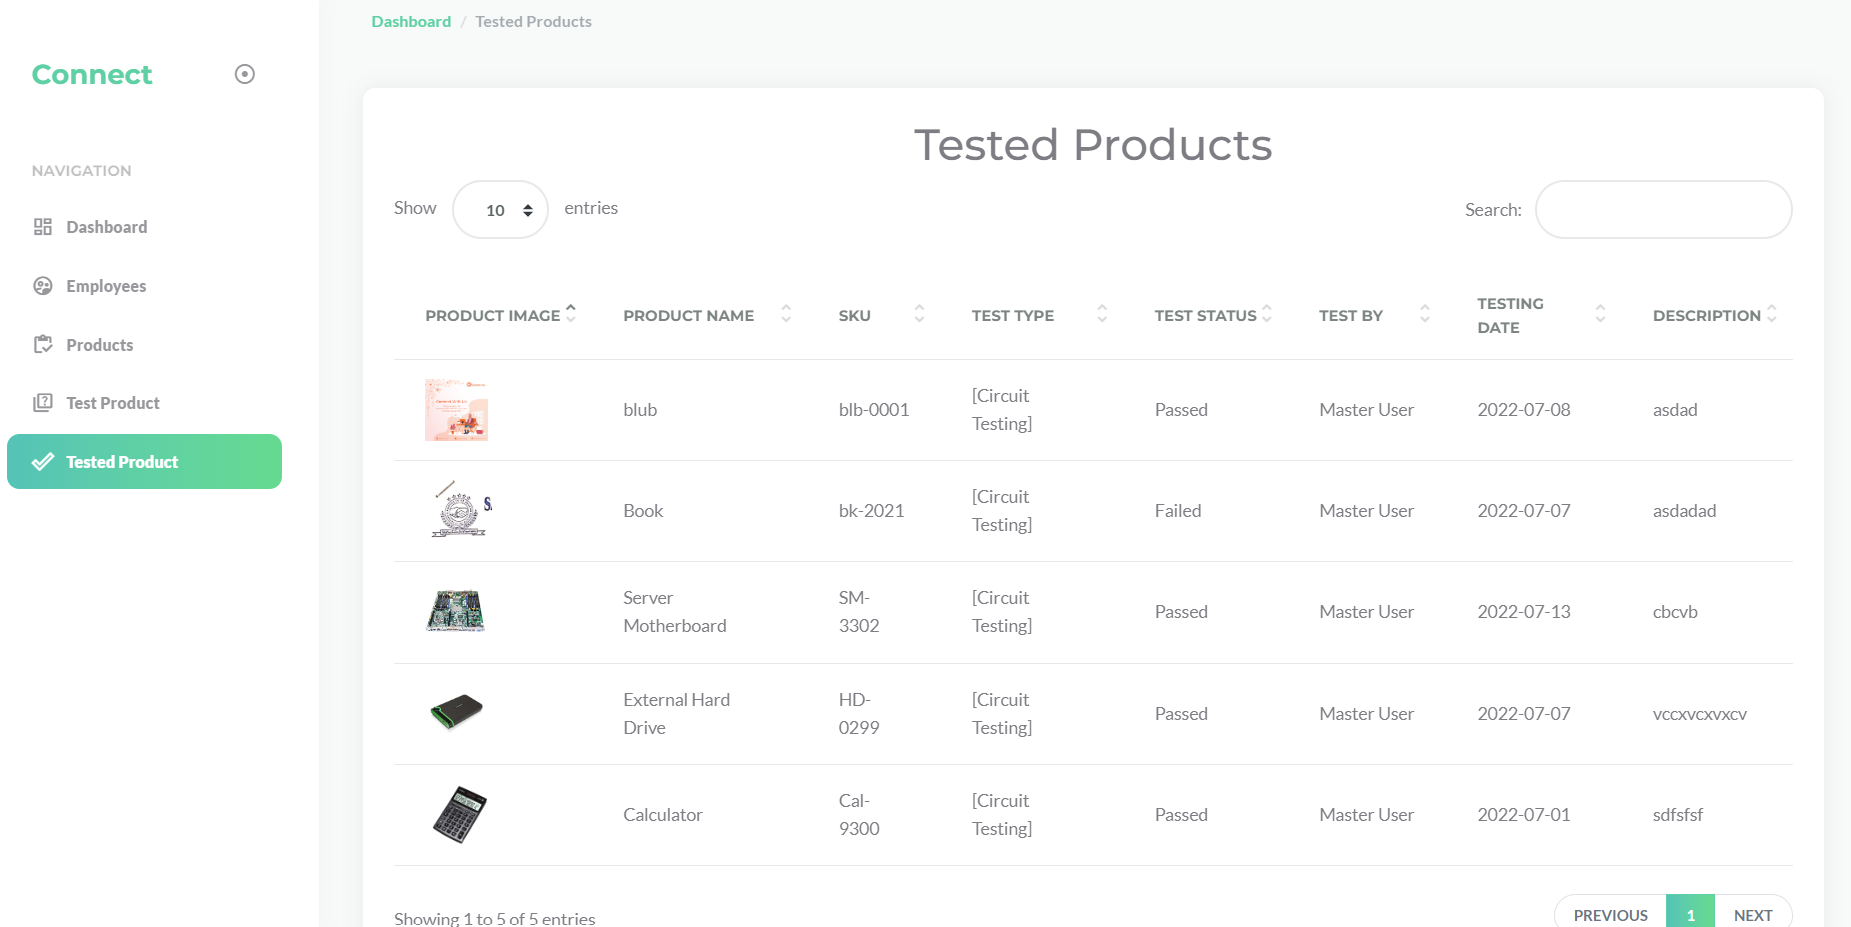 Dashboard / Tested Products
Connect
NAVIGATION
Dashboard
Employees
Products
Test Product
Tested Product
Tested Products
Show 10 entries
Search:
PRODUCT IMAGE PRODUCT NAME SKU TEST TYPE TEST STATUS TEST BY TESTING DATE DESCRIPTION
blub blb-0001 [Circuit Testing] Passed Master User 2022-07-08 asdad
Book bk-2021 [Circuit Testing] Failed Master User 2022-07-07 asdadad
Server Motherboard SM-3302 [Circuit Testing] Passed Master User 2022-07-13 cbcvb
External Hard Drive HD-0299 [Circuit Testing] Passed Master User 2022-07-07 vccxvcxvxcv
Calculator Cal-9300 [Circuit Testing] Passed Master User 2022-07-01 sdfsfsf
Showing 1 to 5 of 5 entries
PREVIOUS 1 NEXT